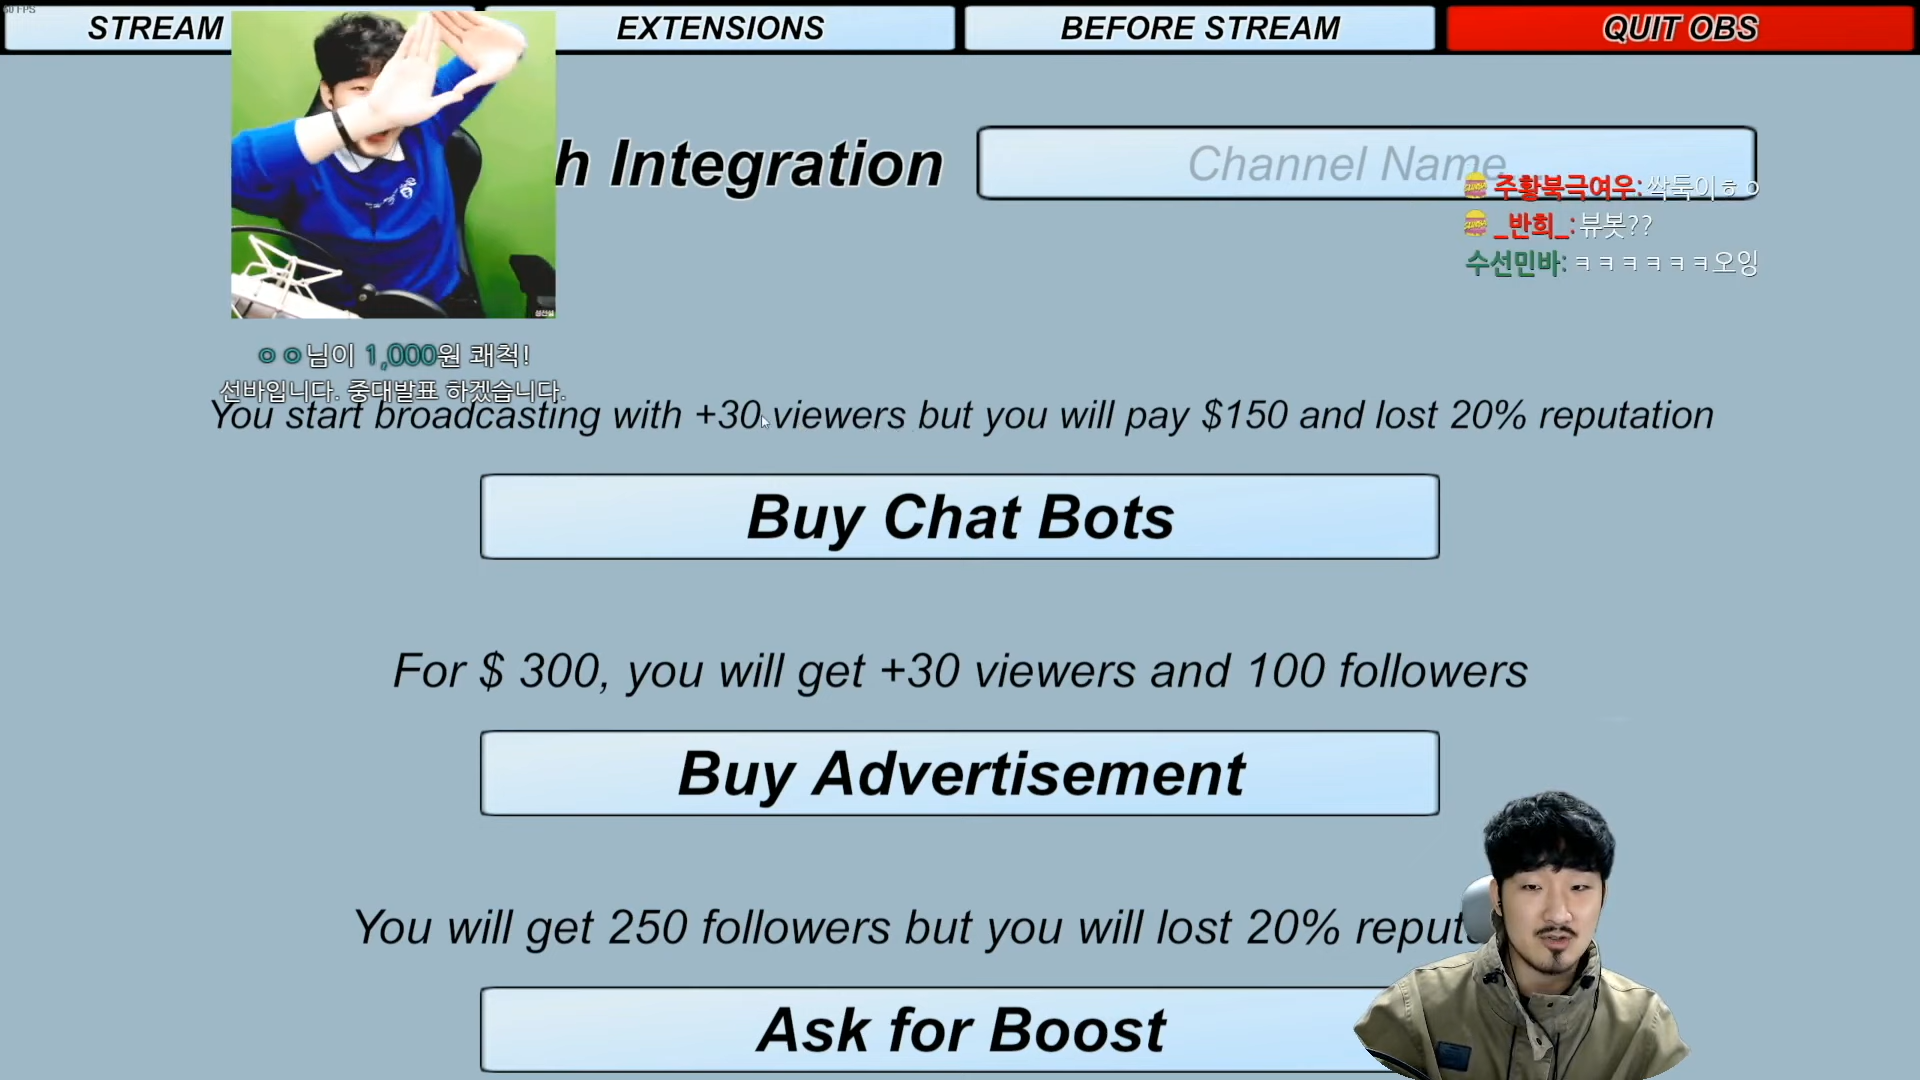 60 FPS
STREAM
EXTENSIONS
BEFORE STREAM
QUIT OBS
h Integration
Channel Name
주황북극여우: 싹둑이ㅎㅇ
_반희_: 뷰봇??
수선민바: ㅋㅋㅋㅋㅋㅋ오잉
ㅇㅇ님이 1,000원 쾌척!
선바입니다. 중대발표 하겠습니다.
You start broadcasting with +30 viewers but you will pay $150 and lost 20% reputation
Buy Chat Bots
For $ 300, you will get +30 viewers and 100 followers
Buy Advertisement
You will get 250 followers but you will lost 20% reput
Ask for Boost